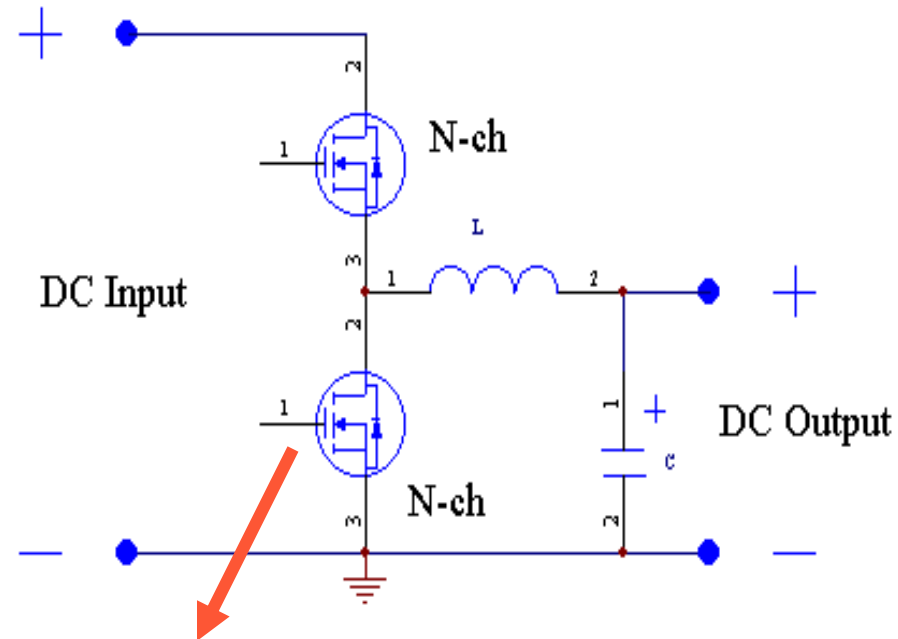 +
2
1
N-ch
3
L
DC Input
1
2
+
2
1
1
+
DC Output
C
N-ch
3
2
−
−